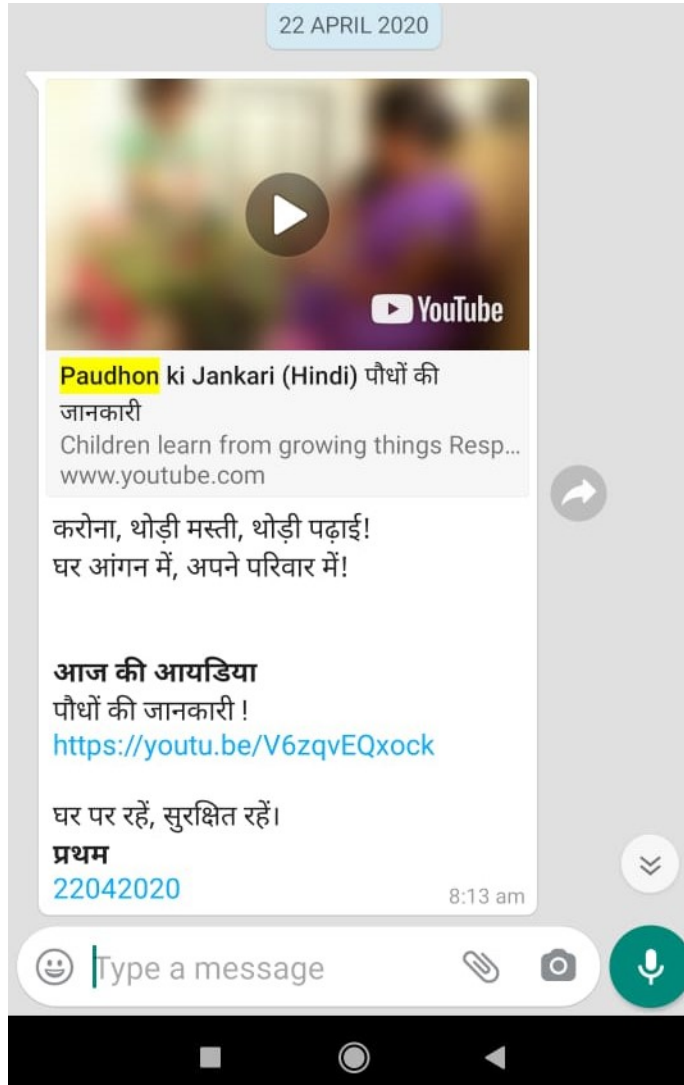 22 APRIL 2020
YouTube
Paudhon ki Jankari (Hindi) पौधों की
जानकारी
Children learn from growing things Resp...
www.youtube.com
करोना, थोड़ी मस्ती, थोड़ी पढ़ाई!
घर आंगन में, अपने परिवार में!
आज की आयडिया
पौधों की जानकारी !
https://youtu.be/V6zqvEQxock
घर पर रहें, सुरक्षित रहें।
प्रथम
22042020
8:13 am
Type a message